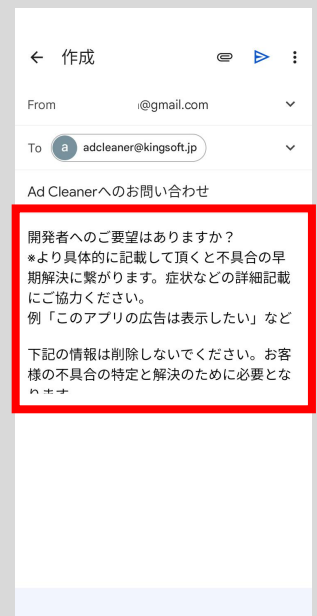 作成
From i@gmail.com
To a adcleaner@kingsoft.jp
Ad Cleanerへのお問い合わせ
開発者へのご要望はありますか？
*より具体的に記載して頂くと不具合の早
期解決に繋がります。症状などの詳細記載
にご協力ください。
例「このアプリの広告は表示したい」など
下記の情報は削除しないでください。お客
様の不具合の特定と解決のために必要とな
ります